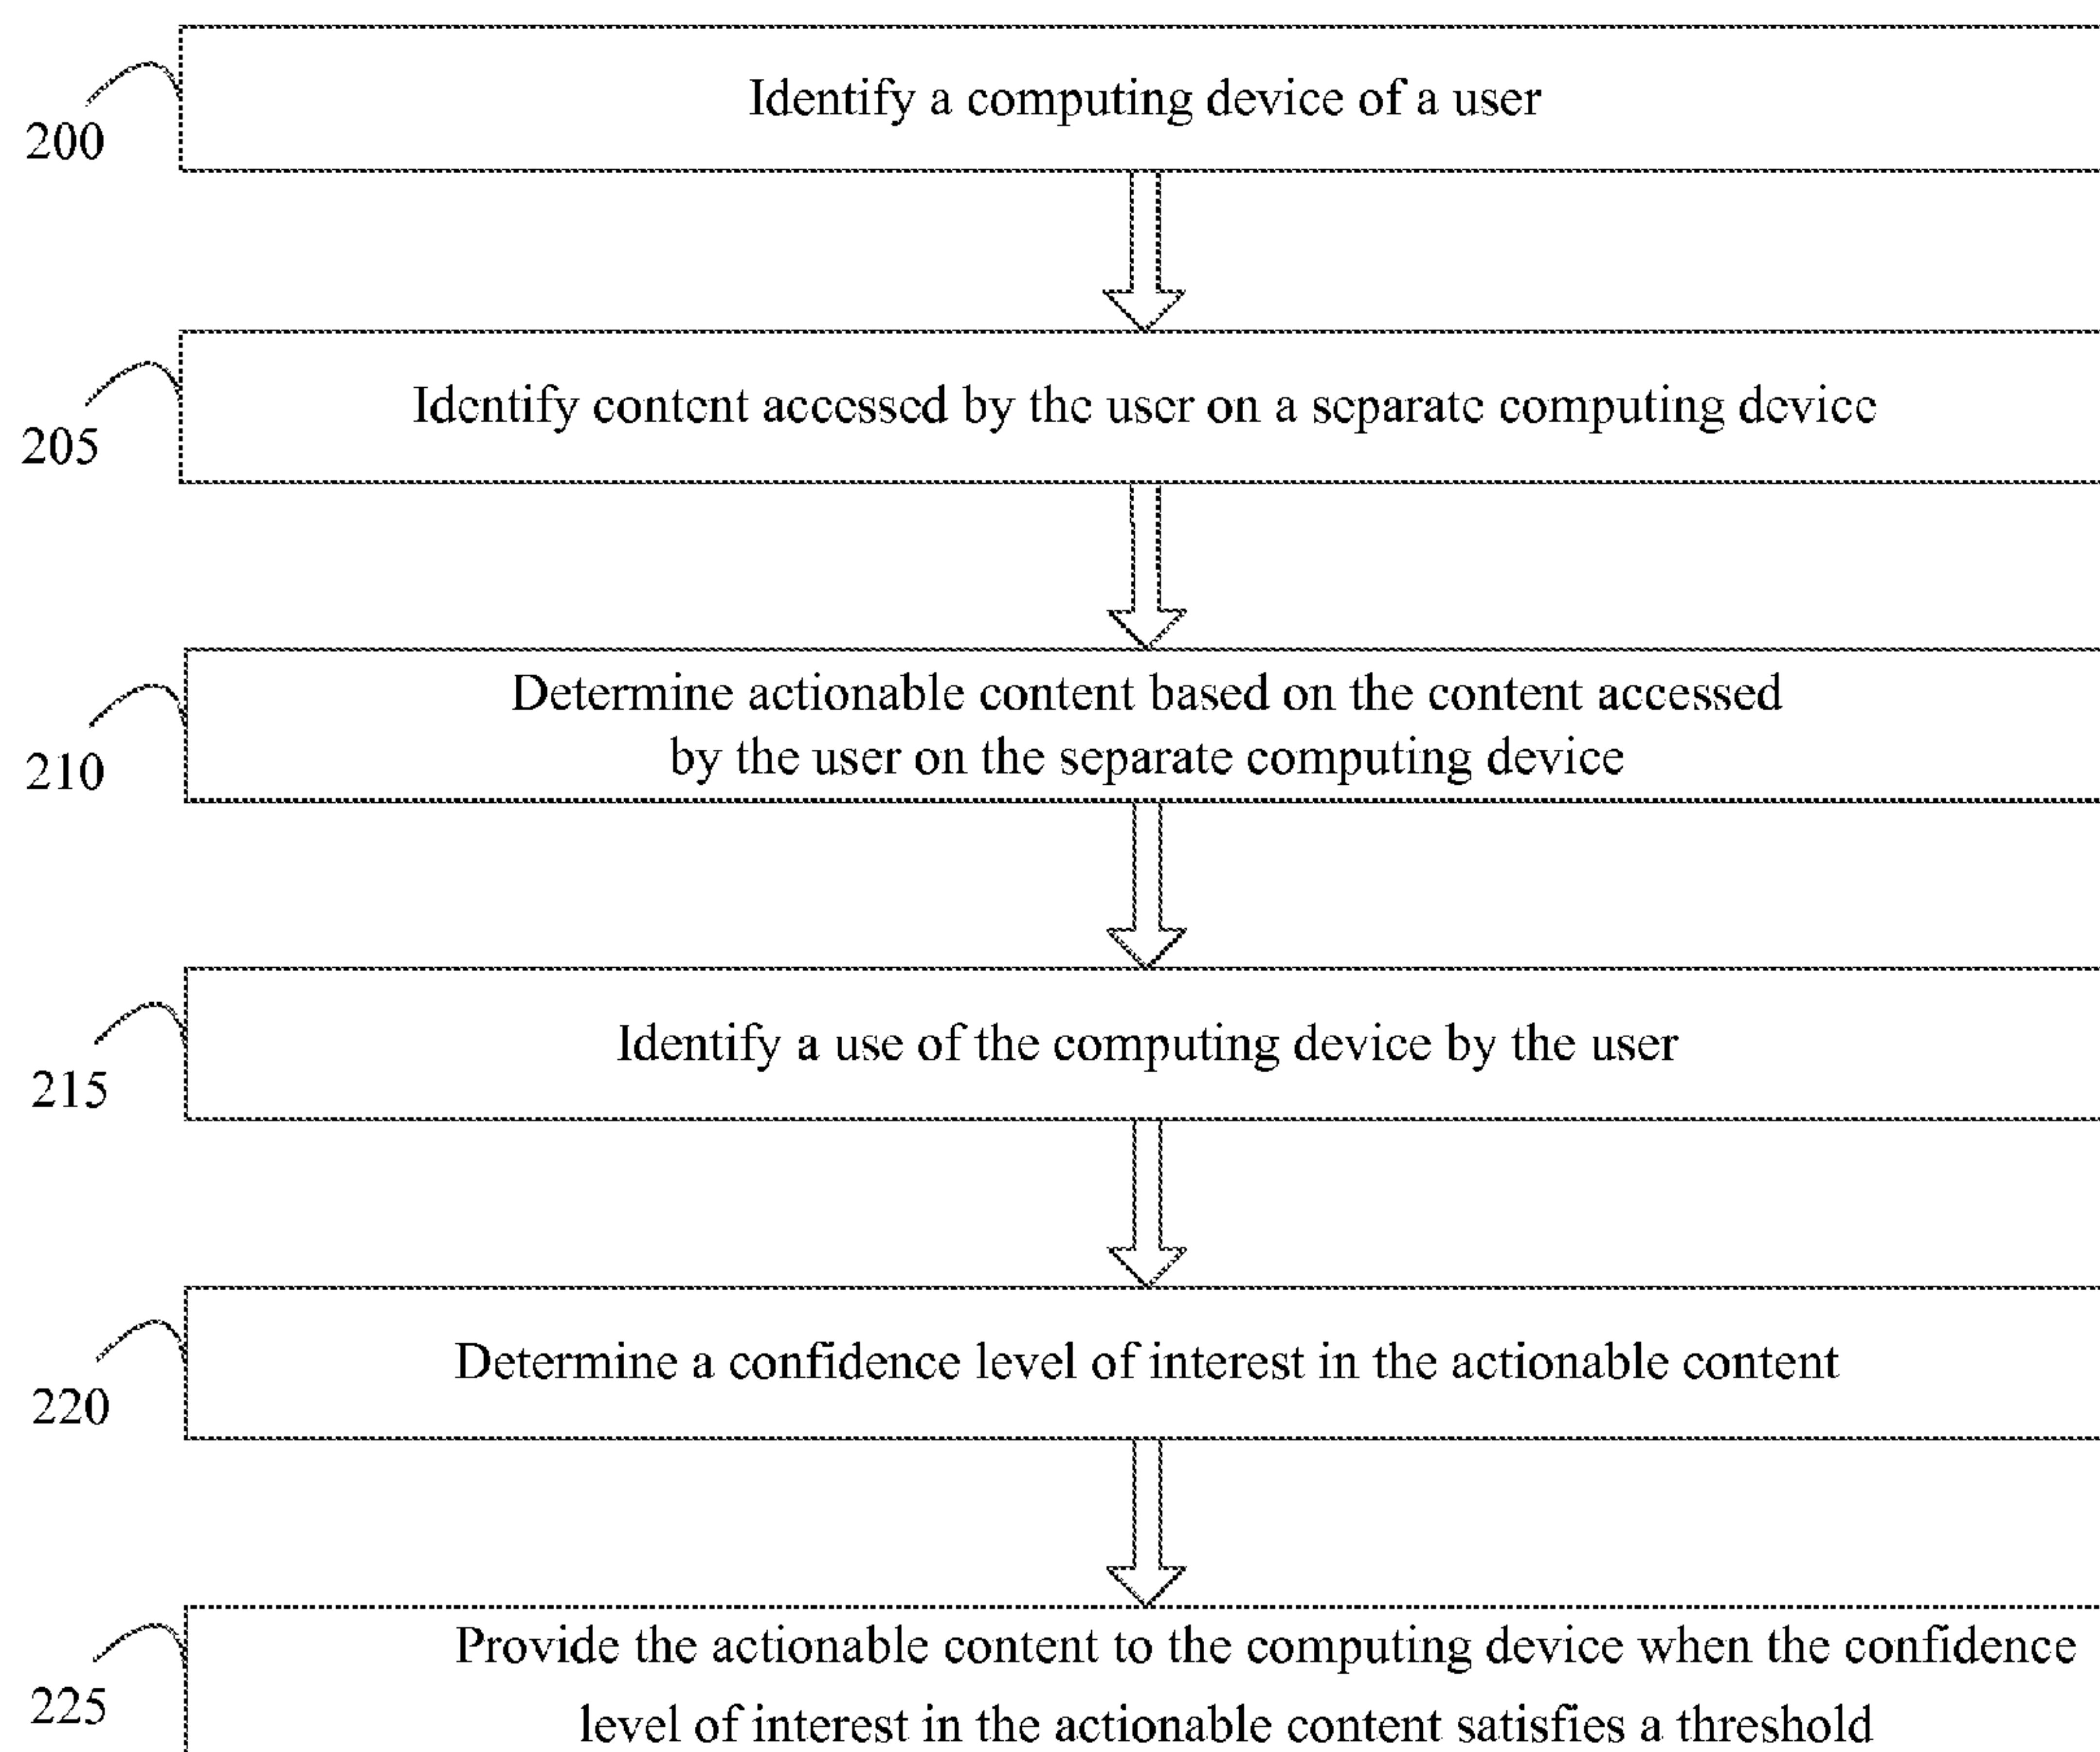 Identify a computing device of a user
200
Identify content accessed by the user on a separate computing device
205
Determine actionable content based on the content accessed
by the user on the separate computing device
210
Identify a use of the computing device by the user
215
Determine a confidence level of interest in the actionable content
220
Provide the actionable content to the computing device when the confidence
level of interest in the actionable content satisfies a threshold
225